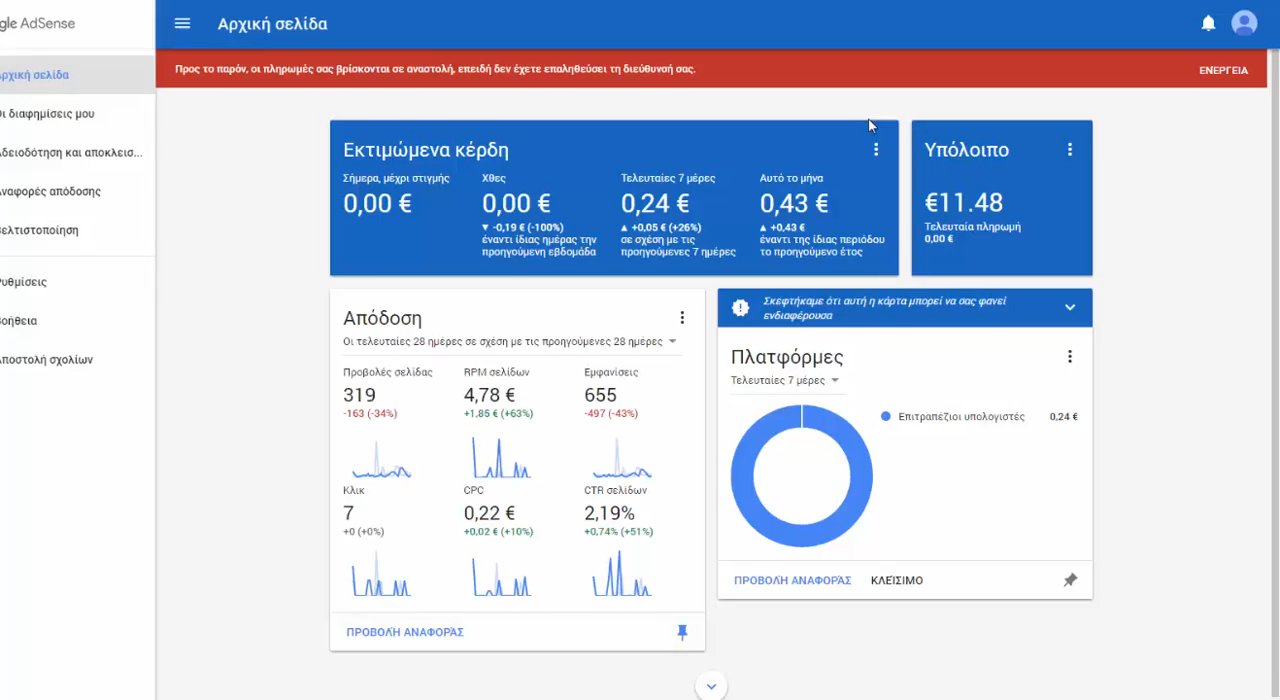 gle AdSense
Αρχική σελίδα
Προς το παρόν, οι πληρωμές σας βρίσκονται σε αναστολή, επειδή δεν έχετε επαληθεύσει τη διεύθυνσή σας.
ΕΝΕΡΓΕΙΑ
ρχική σελίδα
οι διαφημίσεις μου
δειοδότηση και αποκλεισ...
ναφορές απόδοσης
ελτιστοποίηση
υθμίσεις
οήθεια
ποστολή σχολίων
Εκτιμώμενα κέρδη
Σήμερα, μέχρι στιγμής
0,00 €
Χθες
0,00 €
▼ -0,19 € (-100%)
έναντι ίδιας ημέρας την
προηγούμενη εβδομάδα
Τελευταίες 7 μέρες
0,24 €
▲ +0,05 € (+26%)
σε σχέση με τις
προηγούμενες 7 ημέρες
Αυτό το μήνα
0,43 €
▲ +0,43 €
έναντι της ίδιας περιόδου
το προηγούμενο έτος
Υπόλοιπο
€11.48
Τελευταία πληρωμή
0,00 €
Απόδοση
Οι τελευταίες 28 ημέρες σε σχέση με τις προηγούμενες 28 ημέρες
Προβολές σελίδας
319
-163 (-34%)
RPM σελίδων
4,78 €
+1,85 € (+63%)
Εμφανίσεις
655
-497 (-43%)
Κλικ
7
+0 (+0%)
CPC
0,22 €
+0,02 € (+10%)
CTR σελίδων
2,19%
+0,74% (+51%)
ΠΡΟΒΟΛΉ ΑΝΑΦΟΡΆΣ
Σκεφτήκαμε ότι αυτή η κάρτα μπορεί να σας φανεί
ενδιαφέρουσα
Πλατφόρμες
Τελευταίες 7 μέρες
Επιτραπέζιοι υπολογιστές
0,24 €
ΠΡΟΒΟΛΉ ΑΝΑΦΟΡΆΣ
ΚΛΕΊΣΙΜΟ